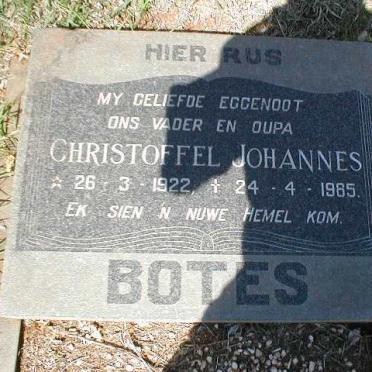 HIER RUS
MY GELIEFDE EGGENOOT
ONS VADER EN OUPA
CHRISTOFFEL JOHANNES
☆ 26 - 3 - 1922, ✝ 24 - 4 - 1985.
EK SIEN 'N NUWE HEMEL KOM.
BOTES